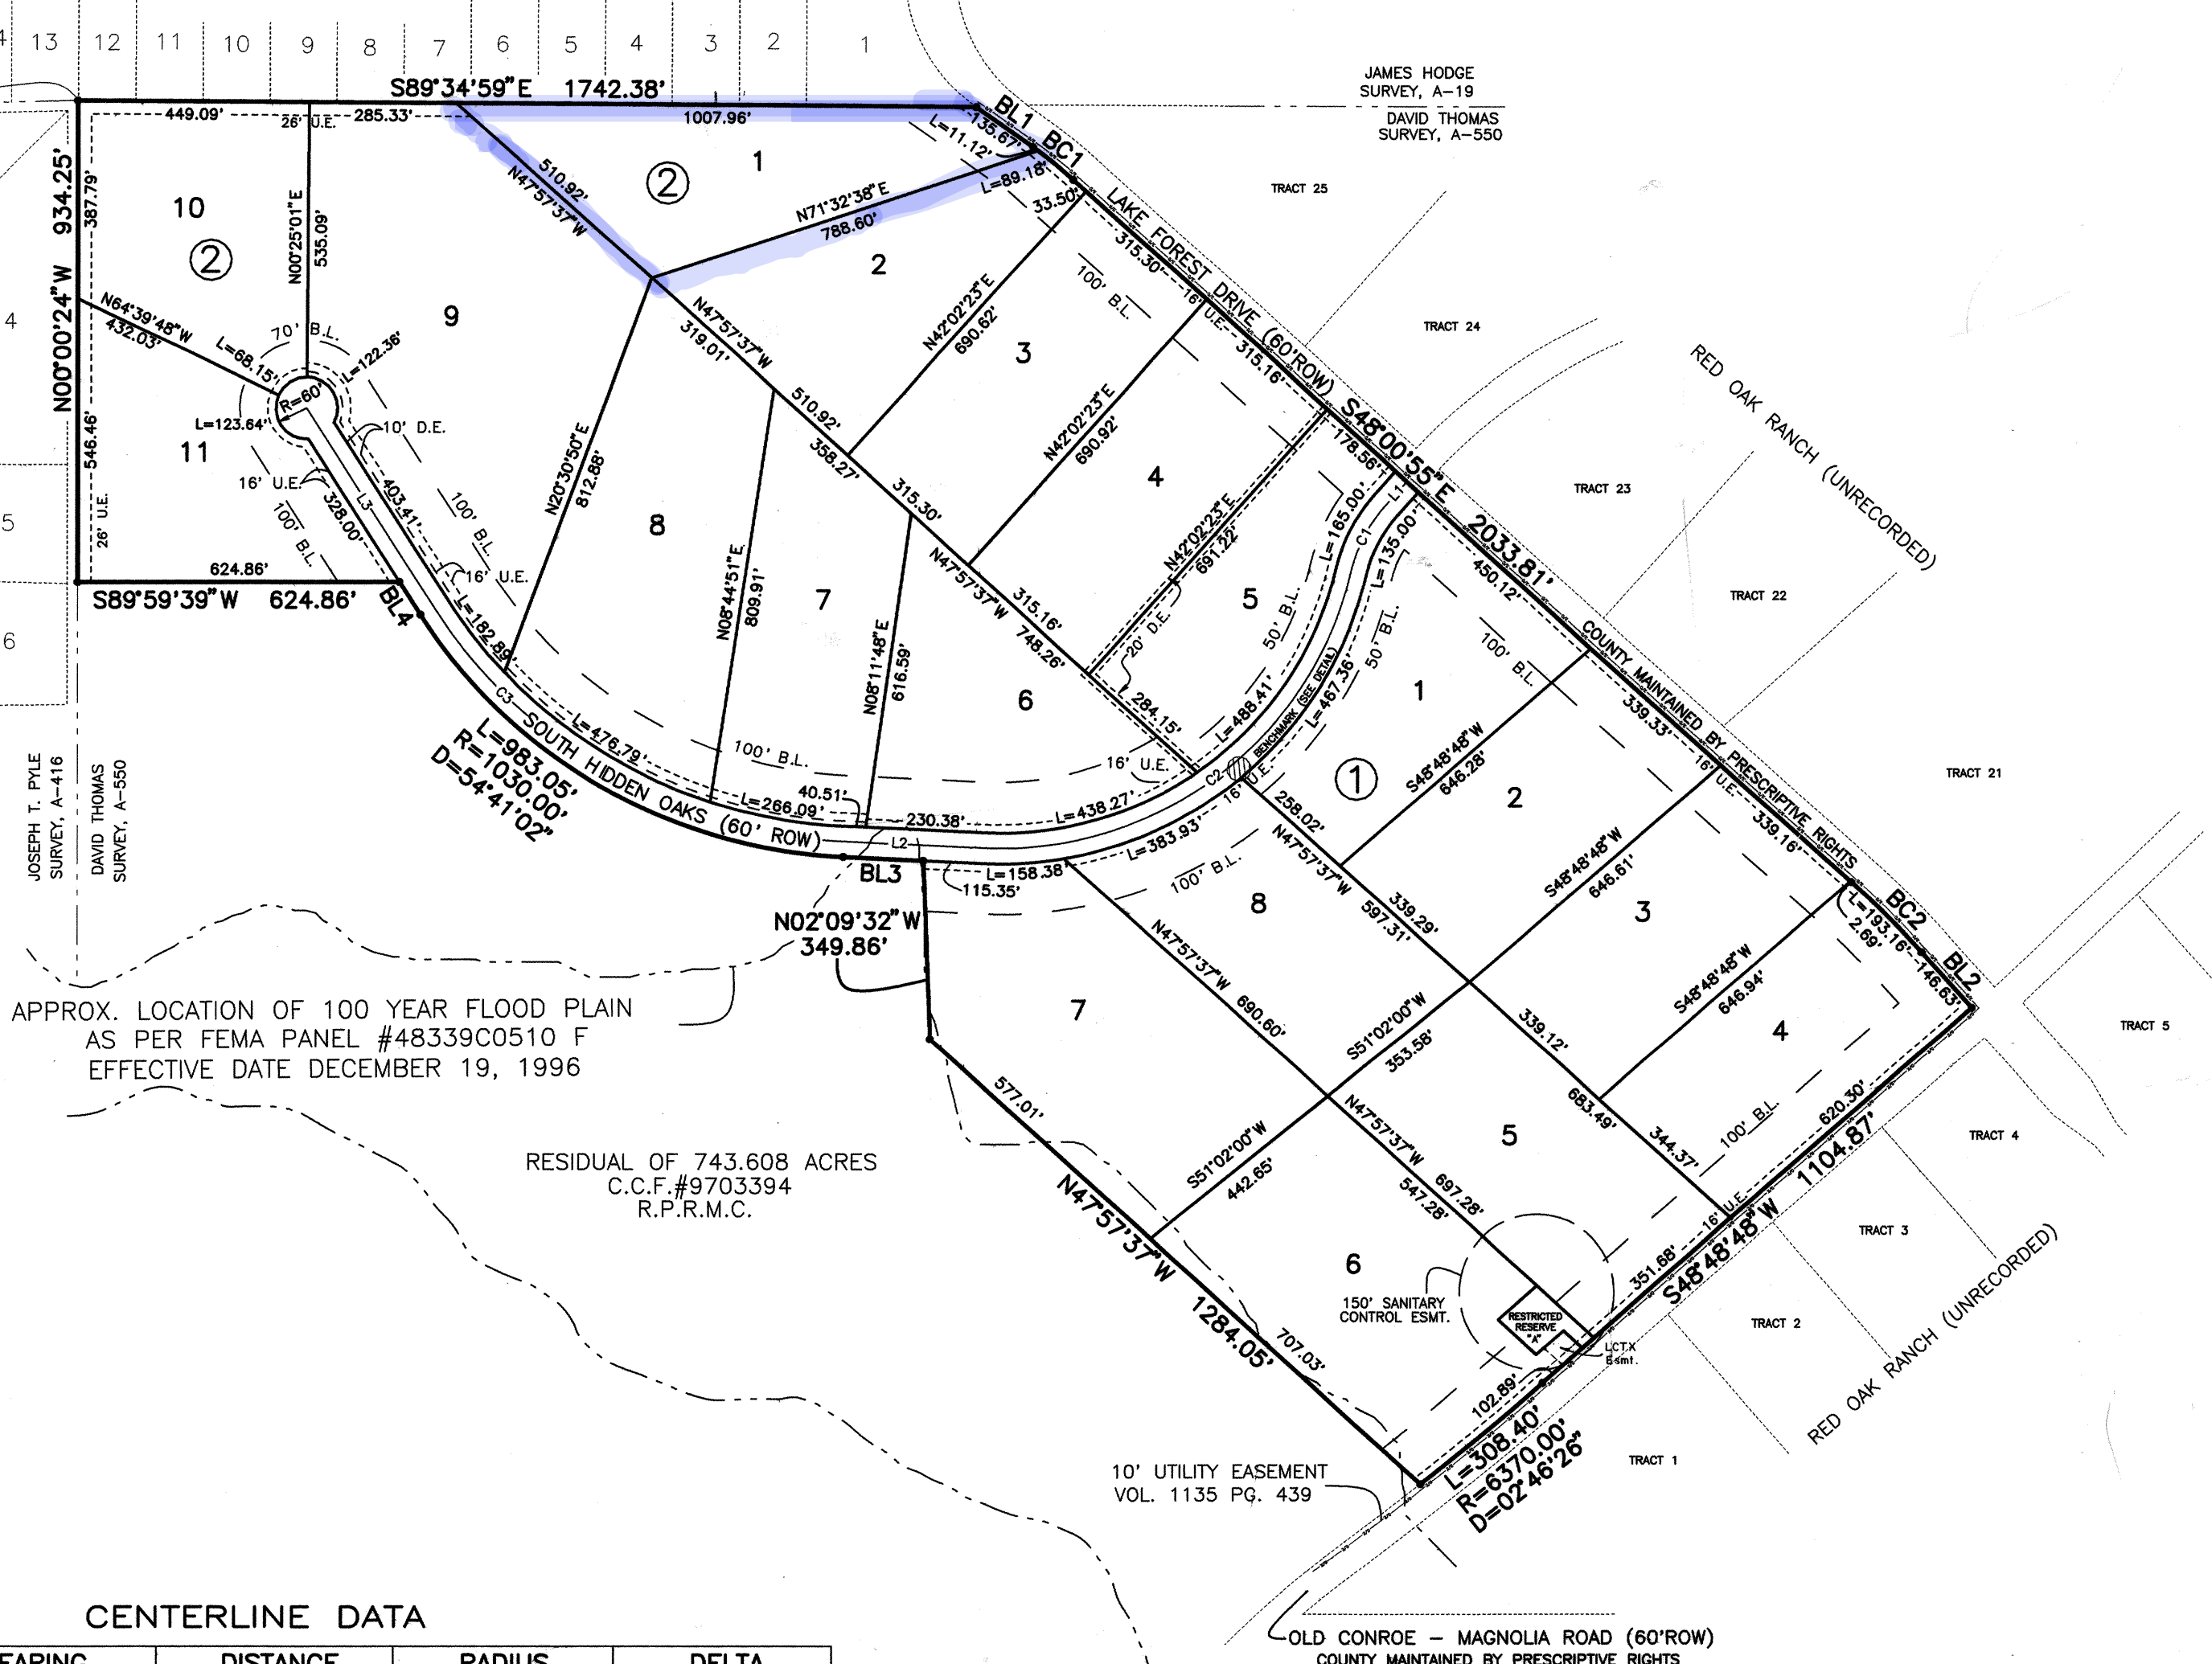 13
12
11
10
9
8
7
6
5
4
3
2
1
S89°34'59"E 1742.38'
449.09'
26' U.E.
285.33'
1007.96'
BL1
135.67'
L=11.12'
BC1
L=89.18'
33.50'
JAMES HODGE
SURVEY, A-19
DAVID THOMAS
SURVEY, A-550
TRACT 25
TRACT 24
TRACT 23
TRACT 22
TRACT 21
RED OAK RANCH (UNRECORDED)
N00°00'24"W 934.25'
387.79'
546.46'
26' U.E.
10
2
N00°25'01"E
535.09'
N64°39'48"W
432.03'
L=68.15'
70' B.L.
L=122.36'
R=60'
L=123.64'
11
10' D.E.
16' U.E.
100' B.L.
328.00'
L3
403.41'
100' B.L.
16' U.E.
L=182.89'
624.86'
S89°59'39"W 624.86'
BL4
4
5
6
9
510.92'
N47°57'37"W
2
1
N71°32'38"E
788.60'
2
N47°57'37"W
319.01'
N20°30'50"E
812.88'
8
N08°44'51"E
809.91'
7
N08°11'48"E
616.59'
6
510.92'
358.27'
315.30'
N42°02'23"E
690.62'
3
N42°02'23"E
690.92'
4
N42°02'23"E
691.22'
5
100' B.L.
315.30'
16' U.E.
315.16'
178.56'
LAKE FOREST DRIVE (60'ROW)
S48°00'55"E 2033.81'
COUNTY MAINTAINED BY PRESCRIPTIVE RIGHTS
N47°57'37"W
748.26'
315.16'
20' D.E.
284.15'
L=165.00'
L1
C1
L=135.00'
50' B.L.
50' B.L.
L=488.41'
BENCHMARK (SEE DETAIL)
L=467.36'
C2
16' U.E.
16' U.E.
100' B.L.
C3
SOUTH HIDDEN OAKS (60' ROW)
L=476.79'
L=266.09'
40.51'
230.38'
L2
L=438.27'
L=383.93'
L=983.05'
R=1030.00'
D=54°41'02"
BL3
115.35'
L=158.38'
100' B.L.
N02°09'32"W
349.86'
450.12'
100' B.L.
1
1
S48°48'48"W
646.28'
2
339.33'
16' U.E.
339.16'
S48°48'48"W
646.61'
3
S48°48'48"W
646.94'
4
BC2
L=193.16'
2.69'
BL2
146.63'
258.02'
N47°57'37"W
597.31'
339.29'
8
N47°57'37"W 690.60'
7
S51°02'00"W
353.58'
339.12'
683.49'
344.37'
5
100' B.L.
620.30'
S48°48'48"W 1104.87'
16' U.E.
351.68'
N47°57'37"W
697.28'
547.28'
S51°02'00"W
442.65'
6
577.01'
N47°57'37"W 1284.05'
707.03'
150' SANITARY
CONTROL ESMT.
RESTRICTED
RESERVE
"A"
LCTX
Esmt.
102.89'
L=308.40'
R=6370.00'
D=02°46'26"
TRACT 5
TRACT 4
TRACT 3
TRACT 2
TRACT 1
RED OAK RANCH (UNRECORDED)
JOSEPH T. PYLE
SURVEY, A-416
DAVID THOMAS
SURVEY, A-550
APPROX. LOCATION OF 100 YEAR FLOOD PLAIN
AS PER FEMA PANEL #48339C0510 F
EFFECTIVE DATE DECEMBER 19, 1996
RESIDUAL OF 743.608 ACRES
C.C.F.#9703394
R.P.R.M.C.
10' UTILITY EASEMENT
VOL. 1135 PG. 439
OLD CONROE - MAGNOLIA ROAD (60'ROW)
COUNTY MAINTAINED BY PRESCRIPTIVE RIGHTS
CENTERLINE DATA
DISTANCE
RADIUS
DELTA